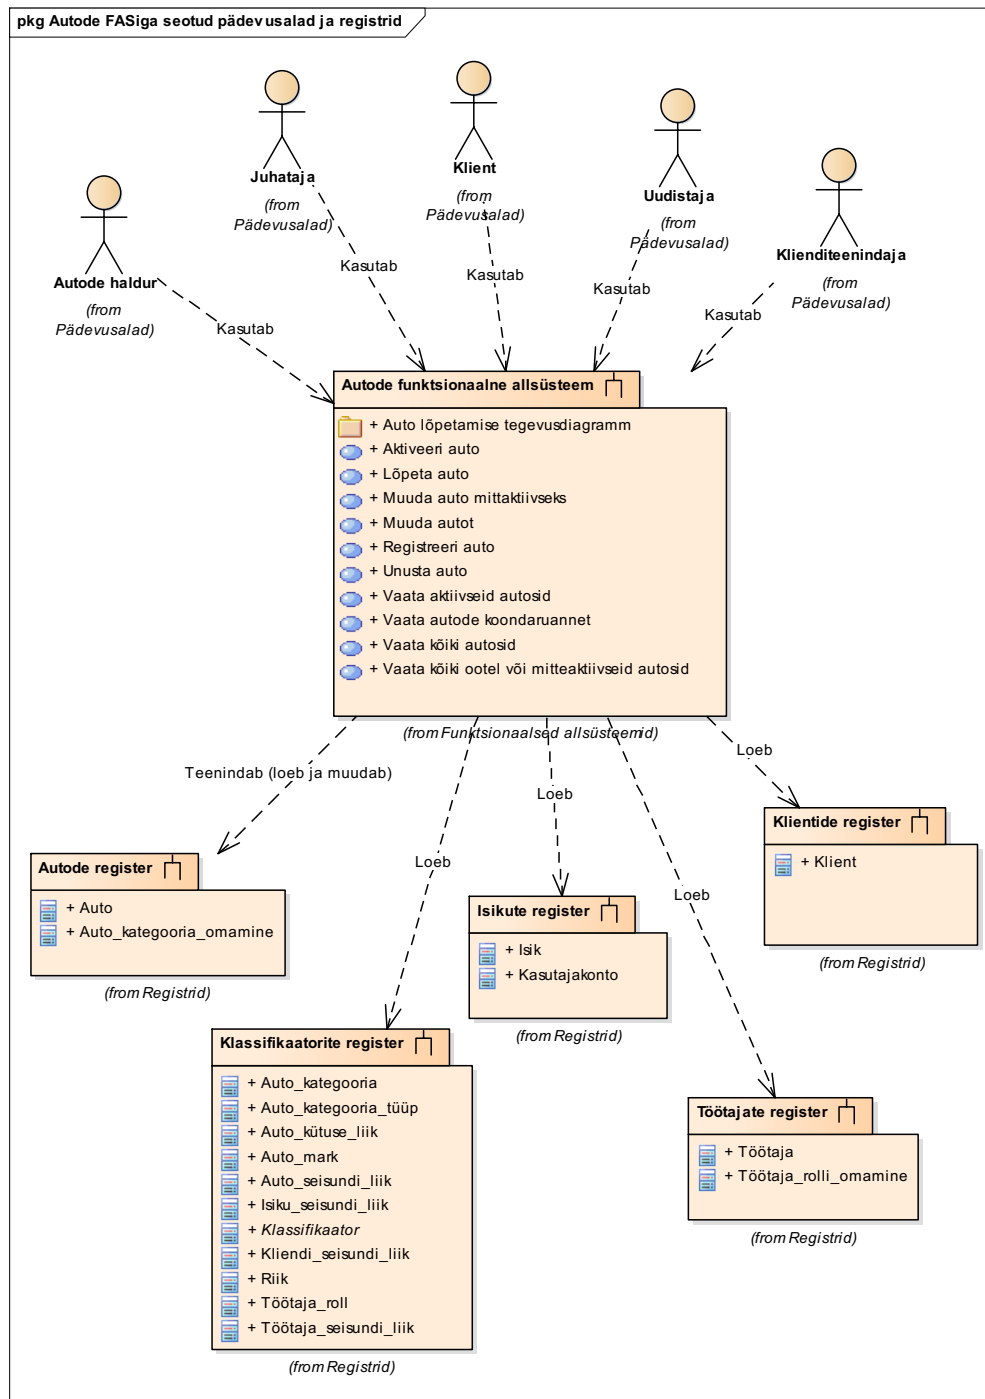 pkg Autode FASiga seotud pädevusalad ja registrid
Klient
(from
Pädevusalad)
Juhataja
(from
Pädevusalad)
Uudistaja
(from
Pädevusalad)
Klienditeenindaja
(from
Pädevusalad)
Autode haldur
(from
Pädevusalad)
Kasutab
Kasutab
Kasutab
Kasutab
Kasutab
Autode funktsionaalne allsüsteem
+ Auto lõpetamise tegevusdiagramm
+ Aktiveeri auto
+ Lõpeta auto
+ Muuda auto mittaktiivseks
+ Muuda autot
+ Registreeri auto
+ Unusta auto
+ Vaata aktiivseid autosid
+ Vaata autode koondaruannet
+ Vaata kõiki autosid
+ Vaata kõiki ootel või mitteaktiivseid autosid
(from Funktsionaalsed allsüsteemid)
Teenindab (loeb ja muudab)
Loeb
Loeb
Loeb
Loeb
Klientide register
+ Klient
(from Registrid)
Autode register
+ Auto
+ Auto_kategooria_omamine
(from Registrid)
Isikute register
+ Isik
+ Kasutajakonto
(from Registrid)
Klassifikaatorite register
+ Auto_kategooria
+ Auto_kategooria_tüüp
+ Auto_kütuse_liik
+ Auto_mark
+ Auto_seisundi_liik
+ Isiku_seisundi_liik
+ Klassifikaator
+ Kliendi_seisundi_liik
+ Riik
+ Töötaja_roll
+ Töötaja_seisundi_liik
(from Registrid)
Töötajate register
+ Töötaja
+ Töötaja_rolli_omamine
(from Registrid)